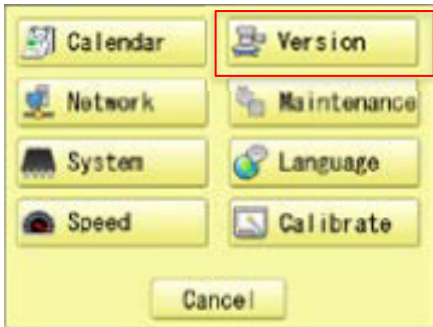 Calendar
Version
Network
Maintenance
System
Language
Speed
Calibrate
Cancel